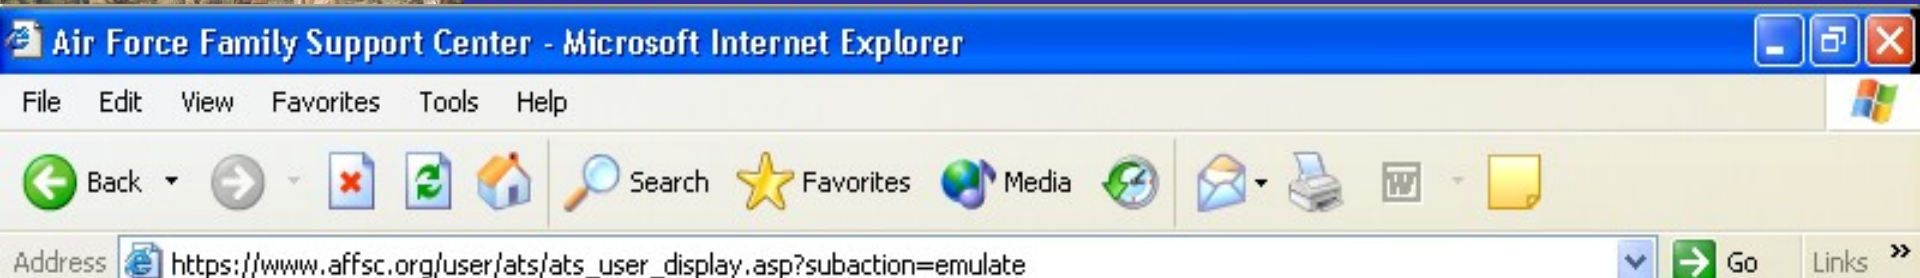 Air Force Family Support Center - Microsoft Internet Explorer
File Edit View Favorites Tools Help
Back Search Favorites Media W
Address https://www.affsc.org/user/ats/ats_user_display.asp?subaction=emulate Go Links »